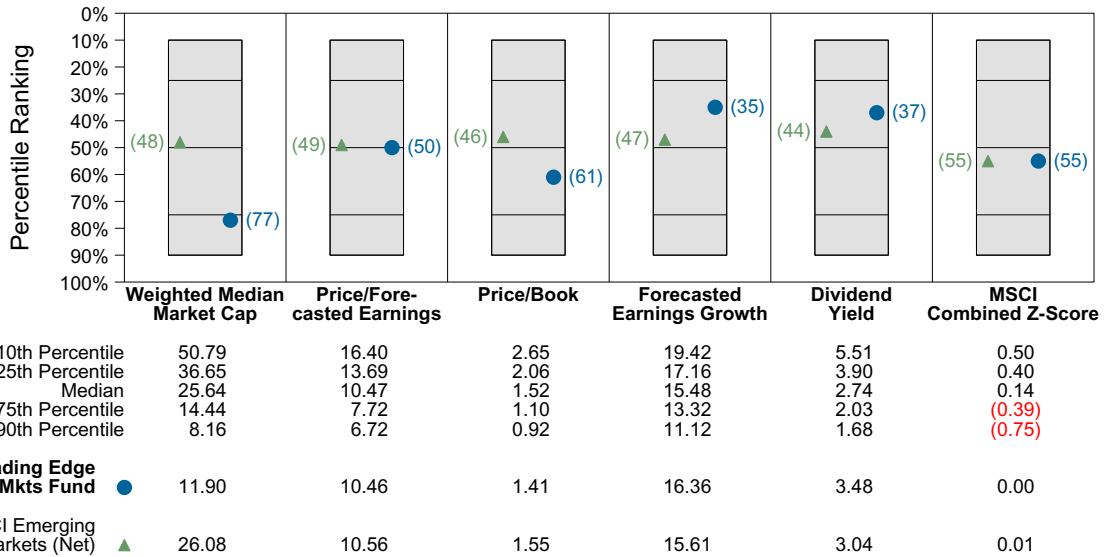 0%
10%
20%
30%
40%
50%
60%
70%
80%
90%
100%
Percentile Ranking
(48)
(77)
(49)
(50)
(46)
(61)
(47)
(35)
(44)
(37)
(55)
(55)
Weighted Median
Market Cap
Price/Fore-
casted Earnings
Price/Book
Forecasted
Earnings Growth
Dividend
Yield
MSCI
Combined Z-Score
10th Percentile 50.79 16.40 2.65 19.42 5.51 0.50
25th Percentile 36.65 13.69 2.06 17.16 3.90 0.40
Median 25.64 10.47 1.52 15.48 2.74 0.14
75th Percentile 14.44 7.72 1.10 13.32 2.03 (0.39)
90th Percentile 8.16 6.72 0.92 11.12 1.68 (0.75)
Edge
Mkts Fund 11.90 10.46 1.41 16.36 3.48 0.00
Emerging
(Net) 26.08 10.56 1.55 15.61 3.04 0.01